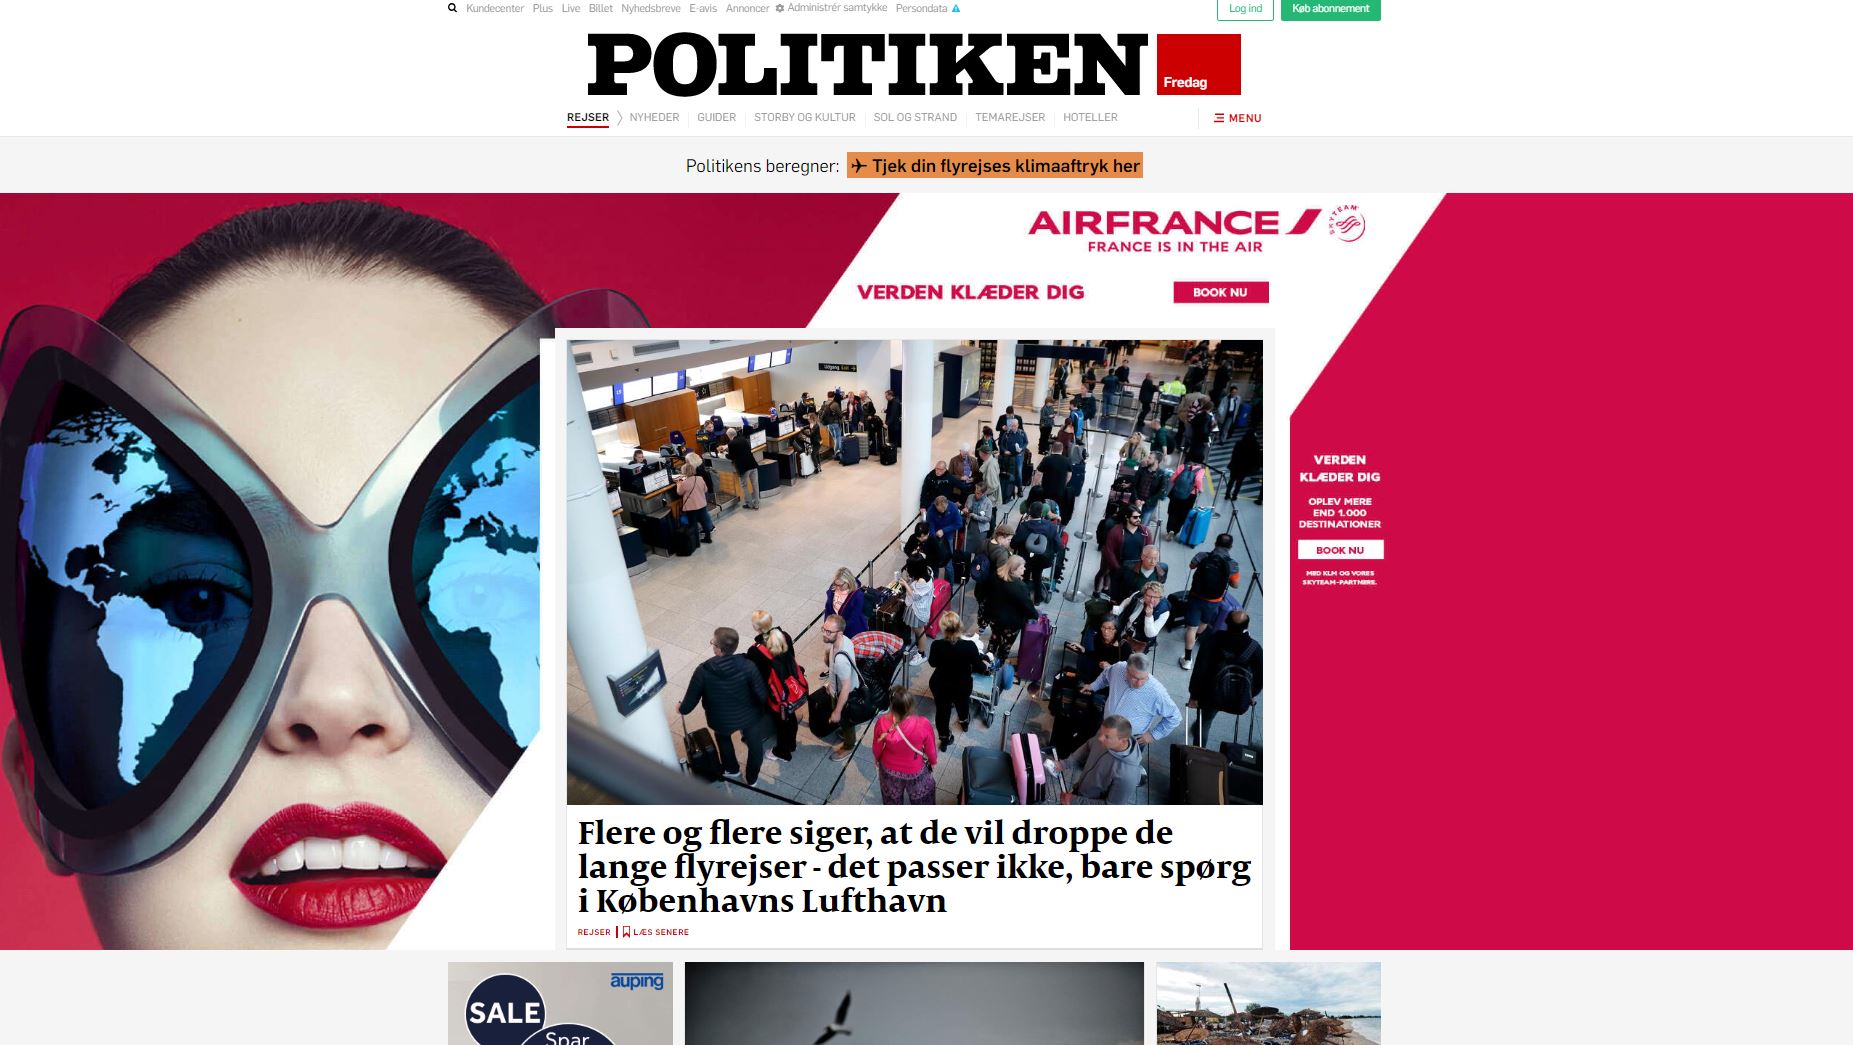 Kundecenter Plus Live Billet Nyhedsbreve E-avis Annoncer Administrér samtykke Persondata
Log ind
Køb abonnement
POLITIKEN
Fredag
REJSER NYHEDER GUIDER STORBY OG KULTUR SOL OG STRAND TEMAREJSER HOTELLER
MENU
Politikens beregner: Tjek din flyrejses klimaaftryk her
AIRFRANCE
SKYTEAM
FRANCE IS IN THE AIR
VERDEN KLÆDER DIG
BOOK NU
VERDEN
KLÆDER DIG
OPLEV MERE
END 1.000
DESTINATIONER
BOOK NU
MED KLM OG VORES
SKYTEAM-PARTNERE.
Flere og flere siger, at de vil droppe de
lange flyrejser - det passer ikke, bare spørg
i Københavns Lufthavn
REJSER LÆS SENERE
auping
SALE
Spar